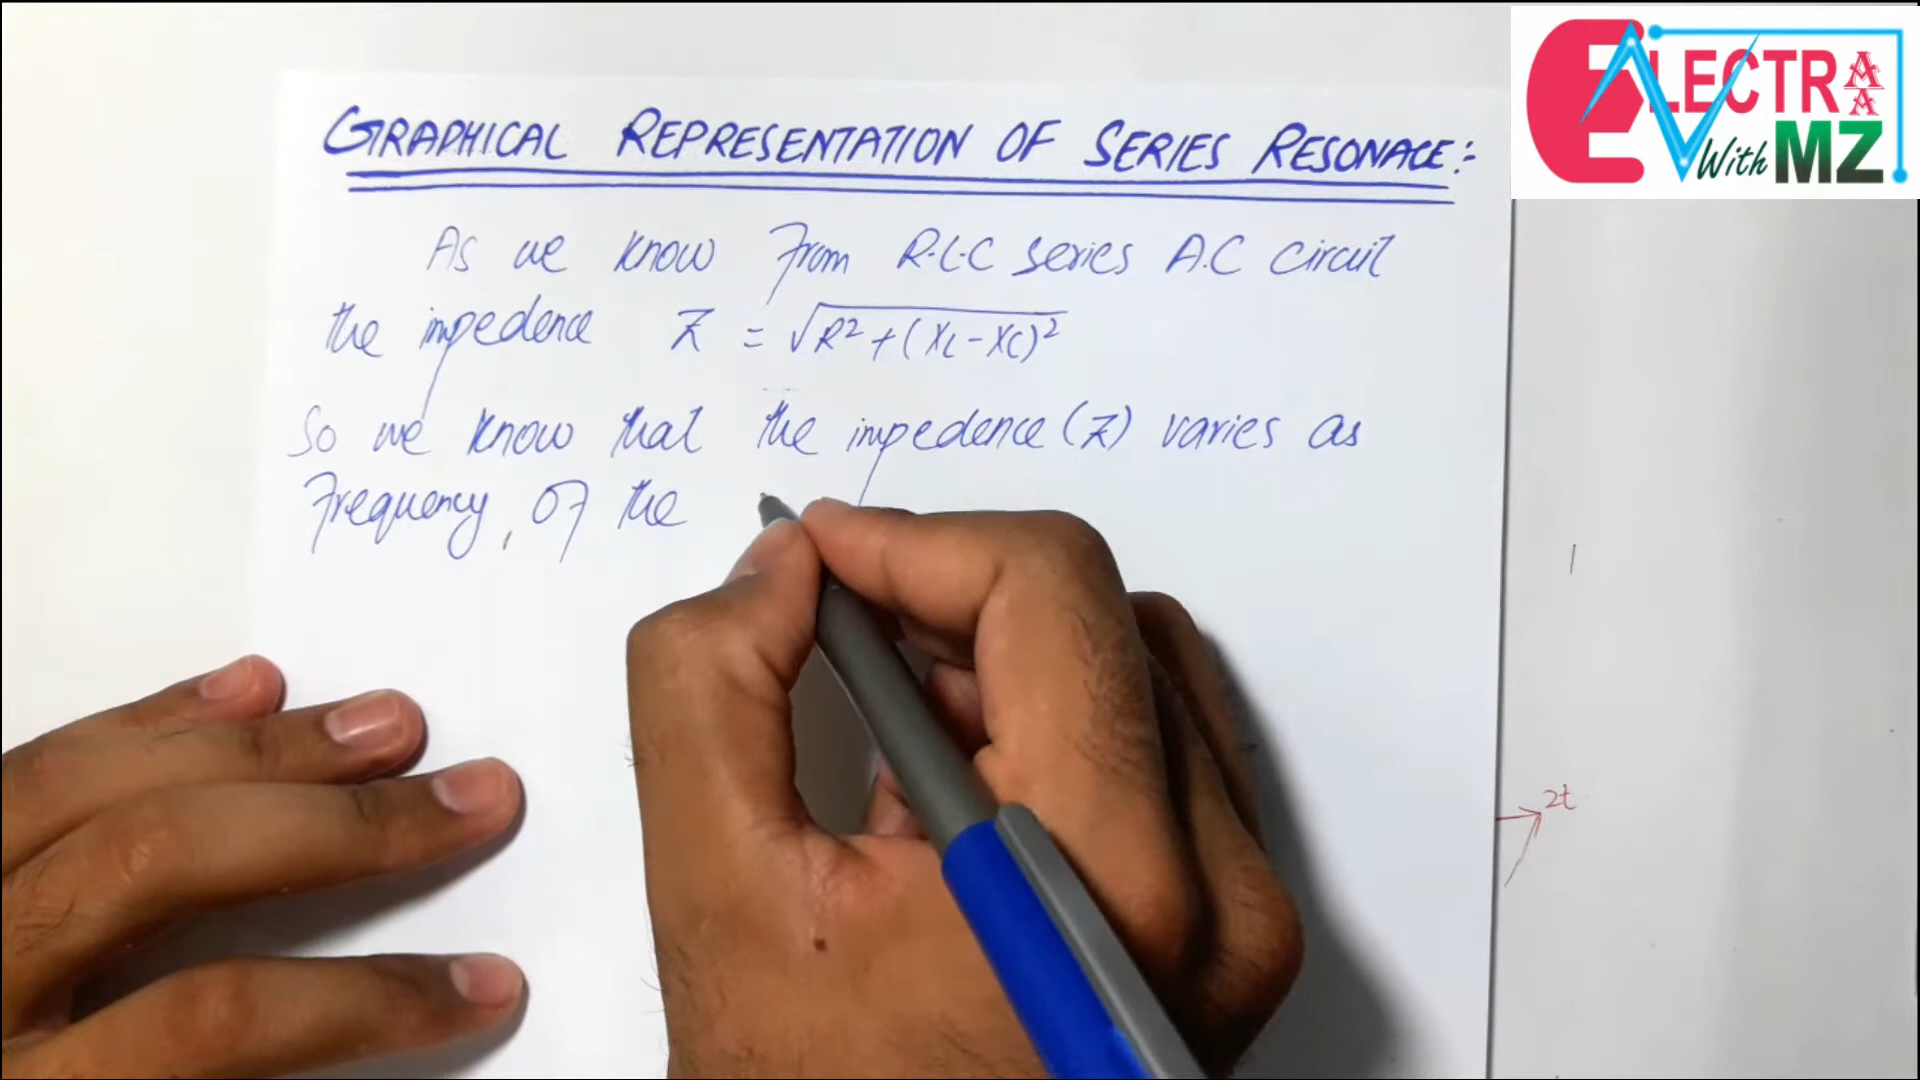 GRAPHICAL REPRESENTATION OF SERIES RESONACE:-
As we know from R-L-C series A.C circuit
the impedence Z = √R²+(XL-XC)²
So we know that the impedence (Z) varies as
frequency, of the
2t
ELECTRA
With MZ